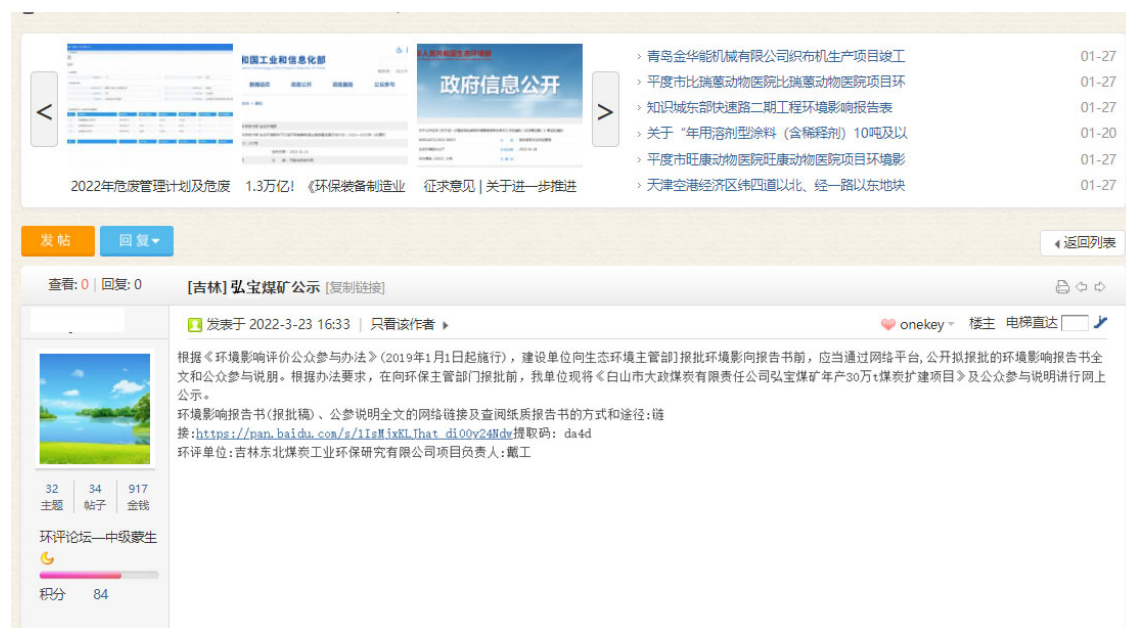 和国工业和信息化部
政府信息公开
<
>
2022年危废管理计划及危废
1.3万亿! 《环保装备制造业
征求意见 | 关于进一步推进
› 青岛金华能机械有限公司织布机生产项目竣工 01-27
› 平度市比瑞蕙动物医院比瑞蕙动物医院项目环 01-27
› 知识城东部快速路二期工程环境影响报告表 01-27
› 关于“年用溶剂型涂料（含稀释剂）10吨及以 01-20
› 平度市旺康动物医院旺康动物医院项目环境影 01-27
› 天津空港经济区纬四道以北、经一路以东地块 01-27
发帖 回复 返回列表
查看: 0 | 回复: 0
[吉林] 弘宝煤矿公示 [复制链接]
发表于 2022-3-23 16:33 | 只看该作者
onekey 楼主 电梯直达
根据《环境影响评价公众参与办法》(2019年1月1日起施行)，建设单位向生态环境主管部]报批环境影向报告书前，应当通过网络平台,公开拟报批的环境影响报告书全
文和公众参与说朋。根据办法要求，在向环保主管部门报批前，我单位现将《白山市大政煤炭有限责任公司弘宝煤矿年产30万t煤炭扩建项目》及公众参与说明讲行网上
公示。
环境影响报告书(报批稿)、公参说明全文的网络链接及查阅纸质报告书的方式和途径:链
接:https://pan.baidu.com/s/1IsMjxKLJhat_di0Oy24Ndw提取码: da4d
环评单位:吉林东北煤炭工业环保研究有限公司项目负责人:戴工
32 34 917
主题 帖子 金钱
环评论坛—中级蒙生
积分 84